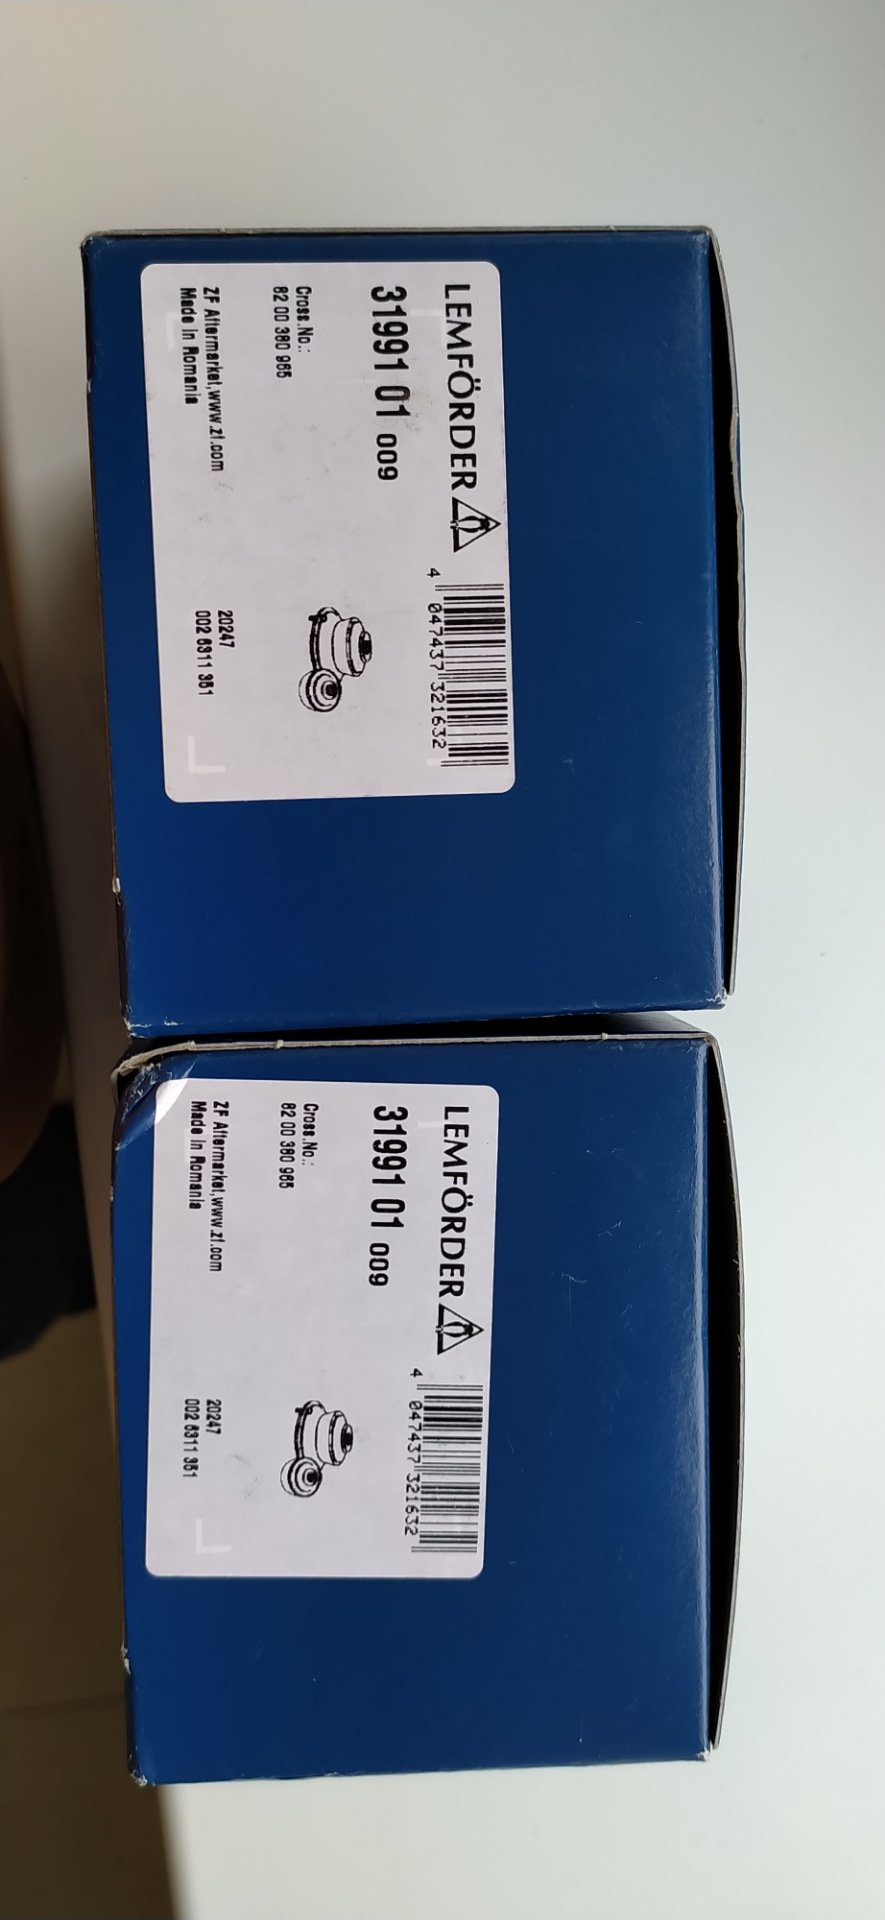 LEMFÖRDER
31991 01 009
4 047437 321632
Cross.No.:
82 00 380 965
ZF Aftermarket,www.zf.com
Made in Romania
20247
002 6311 351
LEMFÖRDER
31991 01 009
4 047437 321632
Cross.No.:
82 00 380 965
ZF Aftermarket,www.zf.com
Made in Romania
20247
002 6311 351